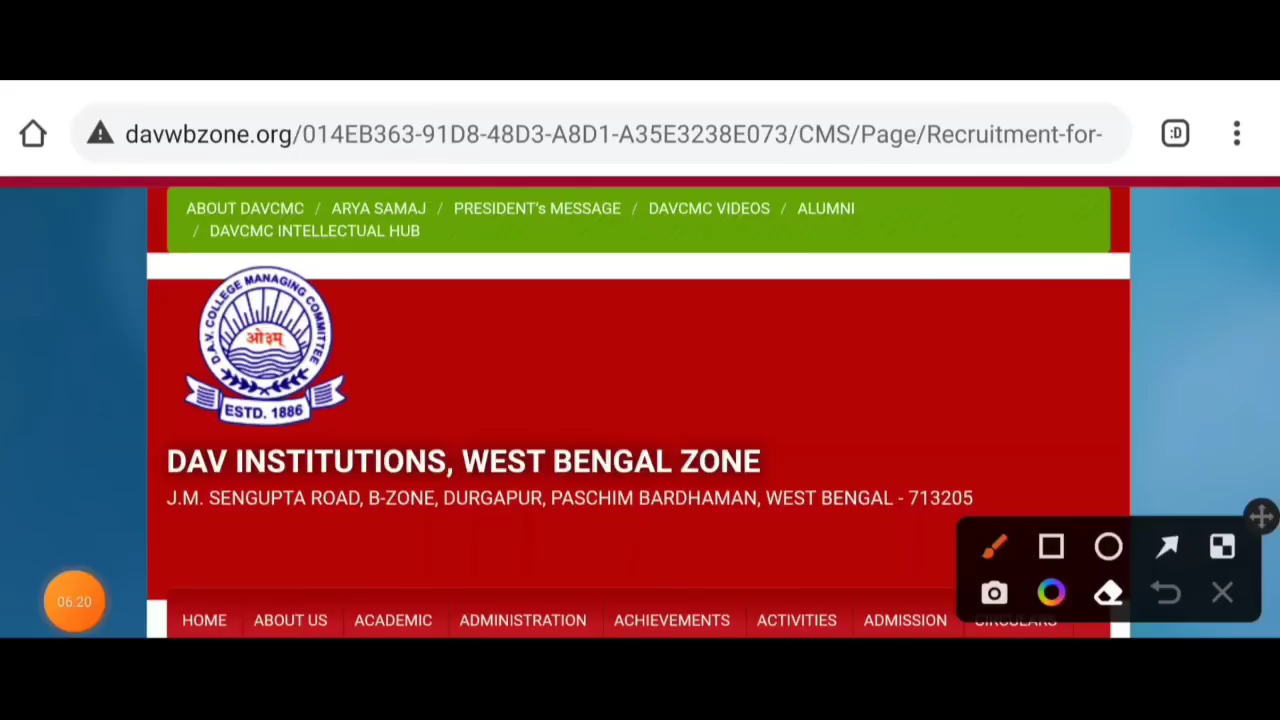 davwbzone.org/014EB363-91D8-48D3-A8D1-A35E3238E073/CMS/Page/Recruitment-for-
:D
ABOUT DAVCMC / ARYA SAMAJ / PRESIDENT's MESSAGE / DAVCMC VIDEOS / ALUMNI
/ DAVCMC INTELLECTUAL HUB
D.A.V. COLLEGE MANAGING COMMITTEE
ओ३म्
ESTD. 1886
DAV INSTITUTIONS, WEST BENGAL ZONE
J.M. SENGUPTA ROAD, B-ZONE, DURGAPUR, PASCHIM BARDHAMAN, WEST BENGAL - 713205
06:20
HOME ABOUT US ACADEMIC ADMINISTRATION ACHIEVEMENTS ACTIVITIES ADMISSION CIRCULARS